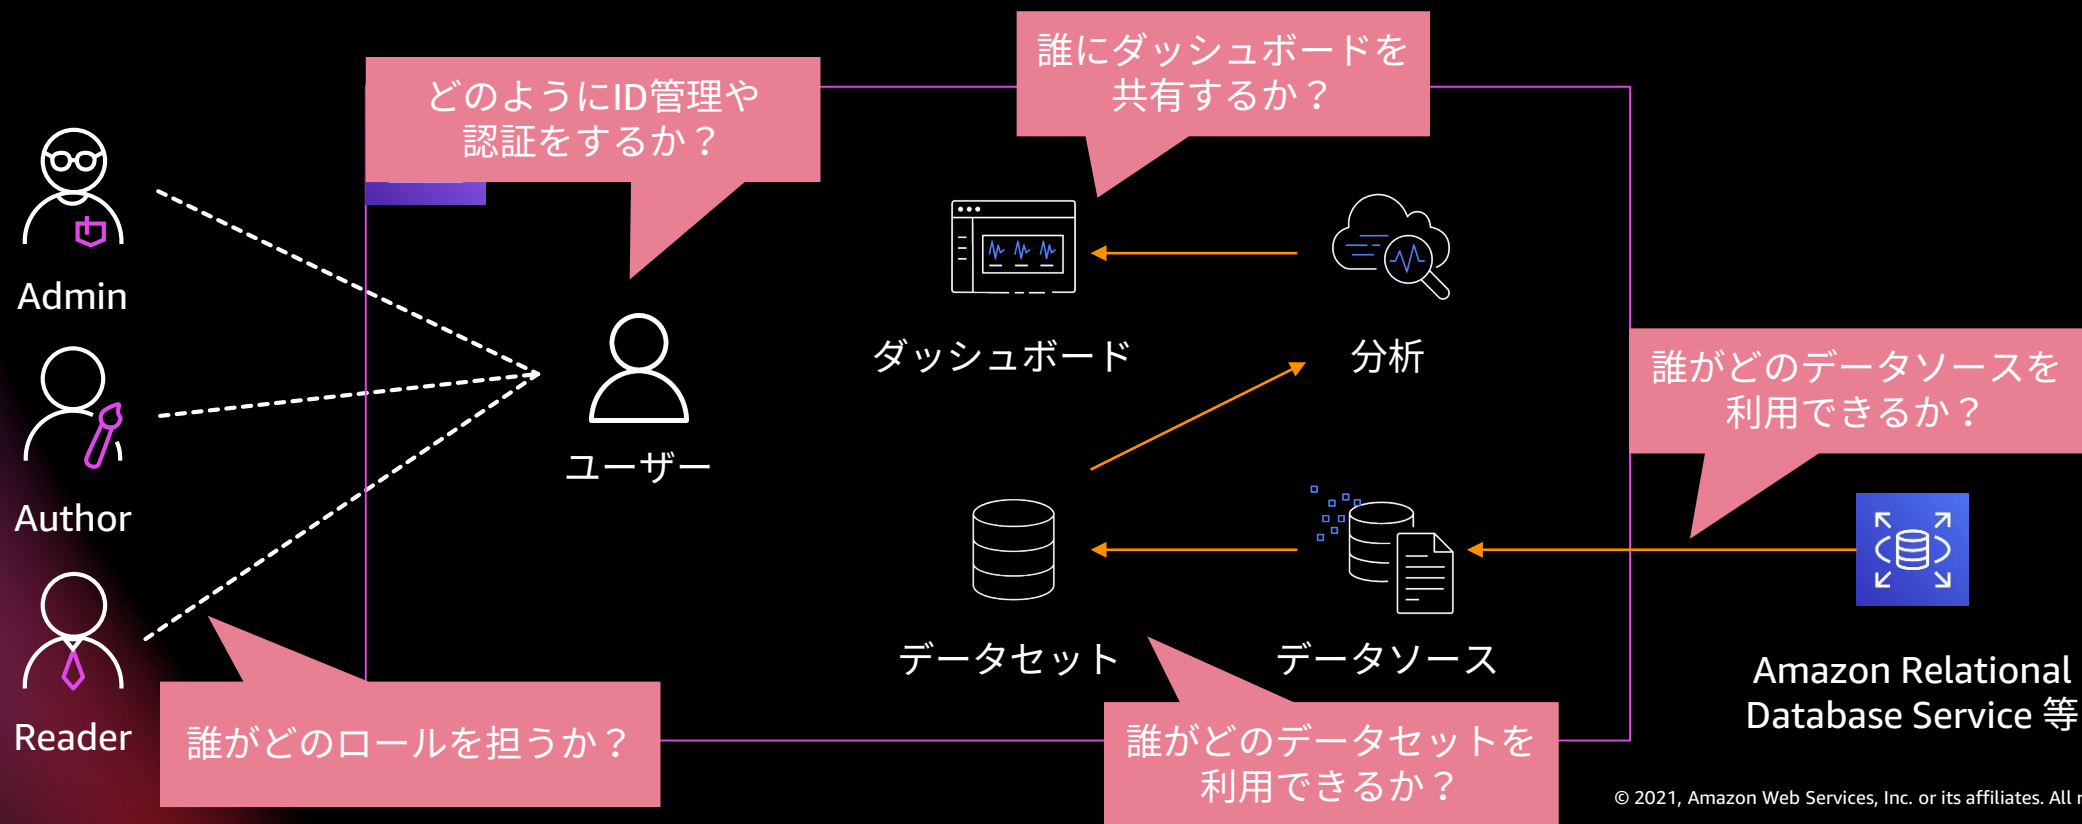 誰にダッシュボードを
共有するか？
どのようにID管理や
認証をするか？
Admin
ダッシュボード
分析
誰がどのデータソースを
利用できるか？
ユーザー
Author
データセット
データソース
Amazon Relational
Database Service 等
Reader
誰がどのロールを担うか？
誰がどのデータセットを
利用できるか？
© 2021, Amazon Web Services, Inc. or its affiliates. All